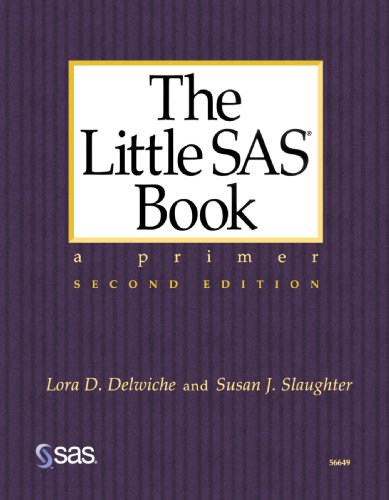 The
Little SAS®
Book
a primer
SECOND EDITION
Lora D. Delwiche and Susan J. Slaughter
sas.
56649